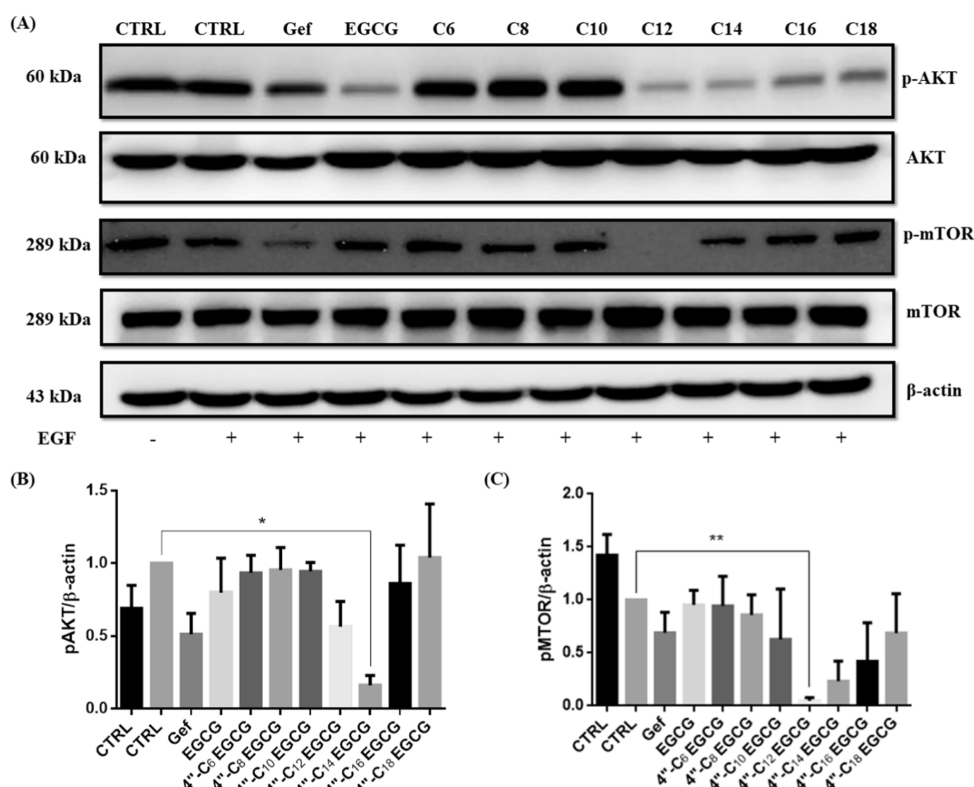 (A)
CTRL CTRL Gef EGCG C6 C8 C10 C12 C14 C16 C18
60 kDa p-AKT
60 kDa AKT
289 kDa p-mTOR
289 kDa mTOR
43 kDa β-actin
EGF - + + + + + + + + + +
(B)
1.5
1.0
0.5
0.0
pAKT/β-actin
*
CTRL
CTRL
Gef
EGCG
4"-C6 EGCG
4"-C8 EGCG
4"-C10 EGCG
4"-C12 EGCG
4"-C14 EGCG
4"-C16 EGCG
4"-C18 EGCG
(C)
2.0
1.5
1.0
0.5
0.0
pMTOR/β-actin
**
CTRL
CTRL
Gef
EGCG
4"-C6 EGCG
4"-C8 EGCG
4"-C10 EGCG
4"-C12 EGCG
4"-C14 EGCG
4"-C16 EGCG
4"-C18 EGCG